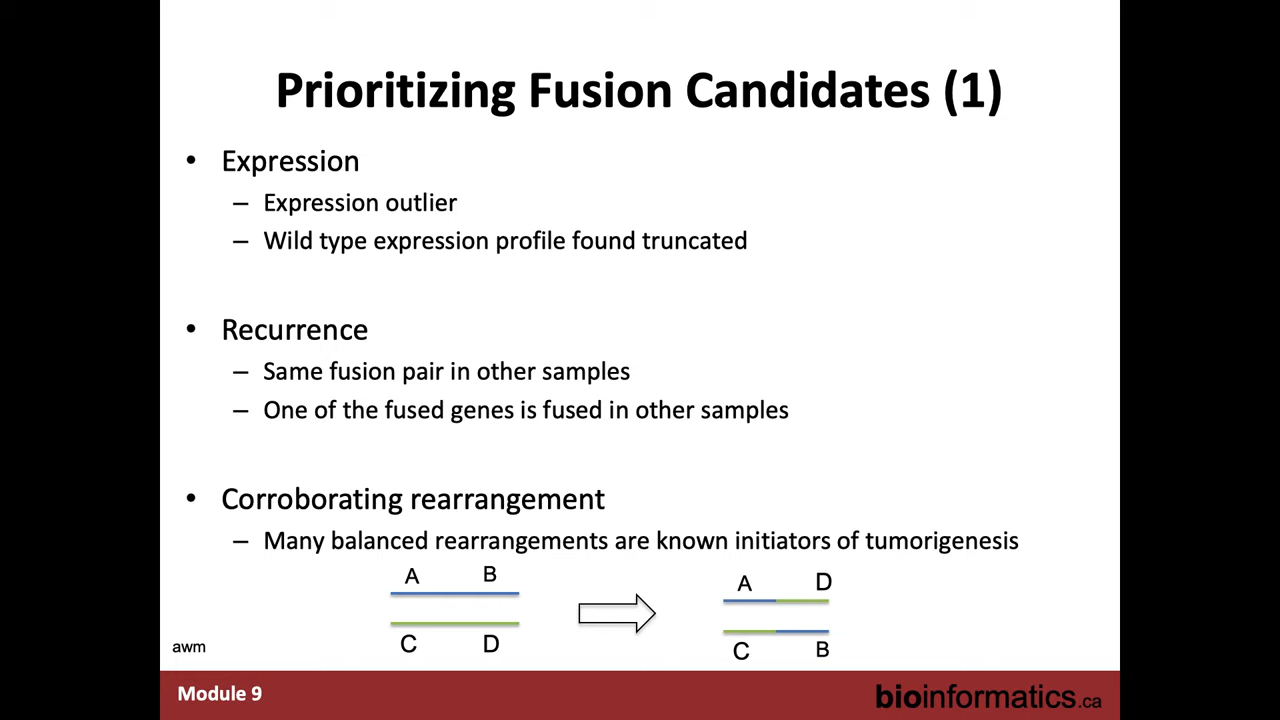 Prioritizing Fusion Candidates (1)
• Expression
– Expression outlier
– Wild type expression profile found truncated
• Recurrence
– Same fusion pair in other samples
– One of the fused genes is fused in other samples
• Corroborating rearrangement
– Many balanced rearrangements are known initiators of tumorigenesis
A B
C D
A D
C B
awm
Module 9
bioinformatics.ca